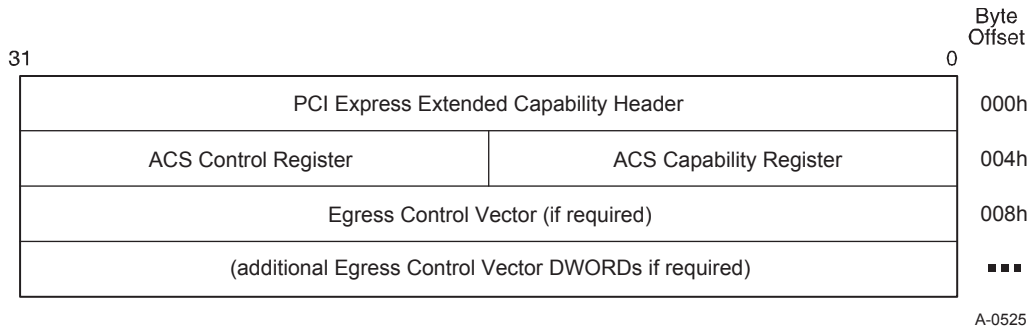 Byte
Offset
31 0
PCI Express Extended Capability Header 000h
ACS Control Register ACS Capability Register 004h
Egress Control Vector (if required) 008h
(additional Egress Control Vector DWORDs if required)
A-0525